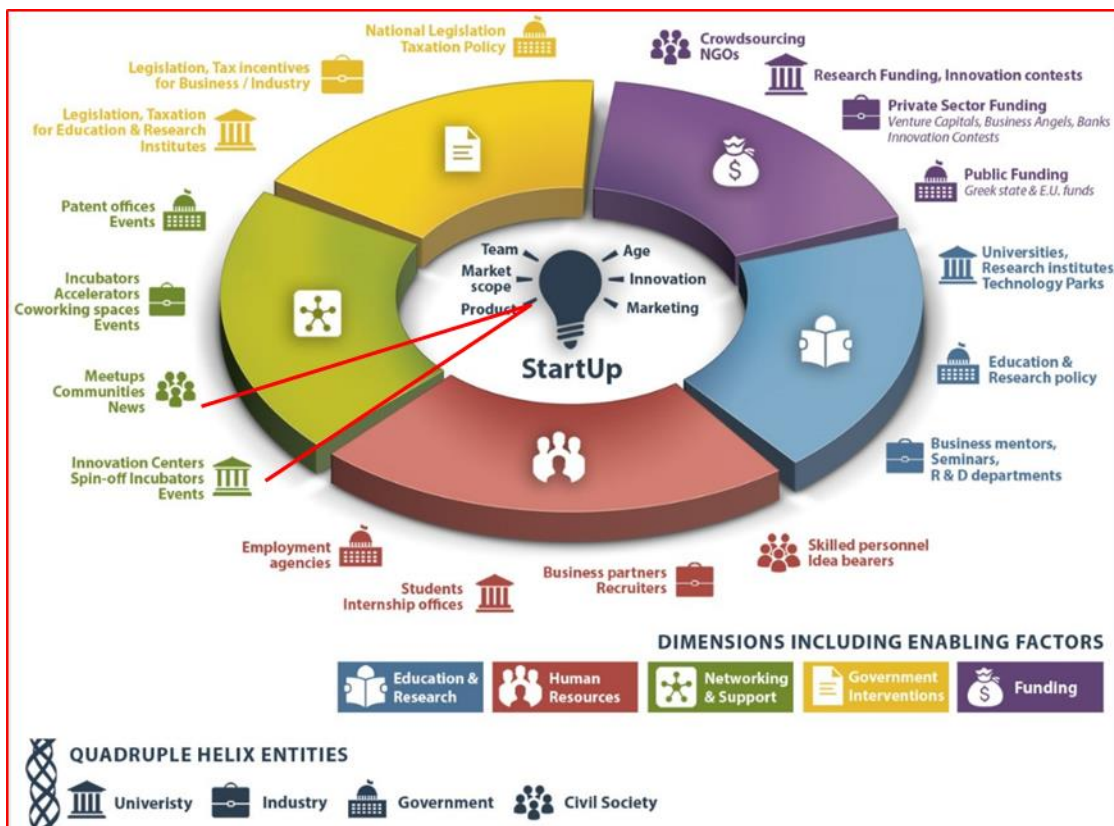 National Legislation
Taxation Policy
Legislation, Tax incentives
for Business / Industry
Legislation, Taxation
for Education & Research
Institutes
Crowdsourcing
NGOs
Research Funding, Innovation contests
Private Sector Funding
Venture Capitals, Business Angels, Banks
Innovation Contests
Public Funding
Greek state & E.U. funds
Patent offices
Events
Incubators
Accelerators
Coworking spaces
Events
Meetups
Communities
News
Innovation Centers
Spin-off Incubators
Events
Team
Market
scope
Product
Age
Innovation
Marketing
StartUp
$
Universities,
Research institutes
Technology Parks
Education &
Research policy
Business mentors,
Seminars,
R & D departments
Employment
agencies
Students
Internship offices
Business partners
Recruiters
Skilled personnel
Idea bearers
DIMENSIONS INCLUDING ENABLING FACTORS
Education &
Research
Human
Resources
Networking
& Support
Government
Interventions
$
Funding
QUADRUPLE HELIX ENTITIES
Univeristy
Industry
Government
Civil Society